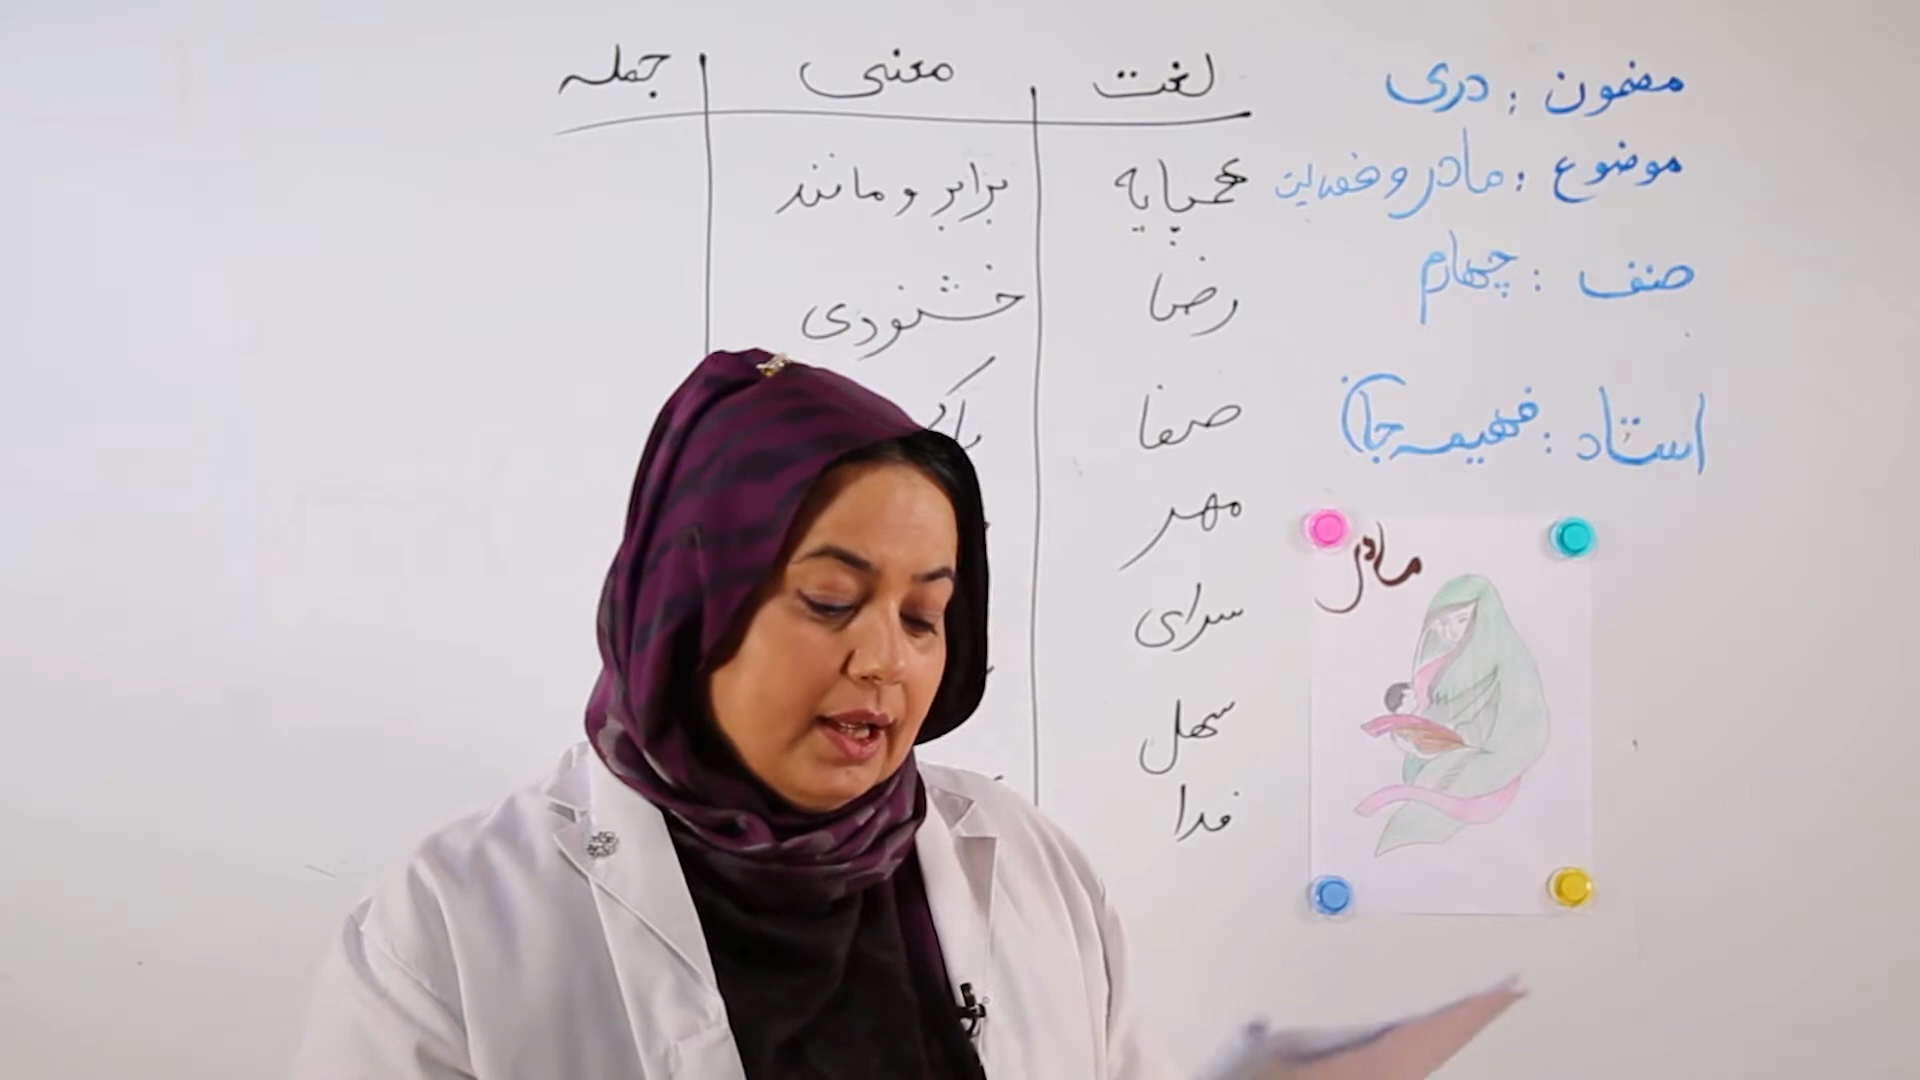 مضمون : دری
موضوع : مادر و فعالیت
صنف : چهارم
استاد : فهیمه جان
مادر
لغت معنی جمله
همپایه برابر و مانند
رضا خشنودی
صفا
مهر
سرای
سهل
فدا